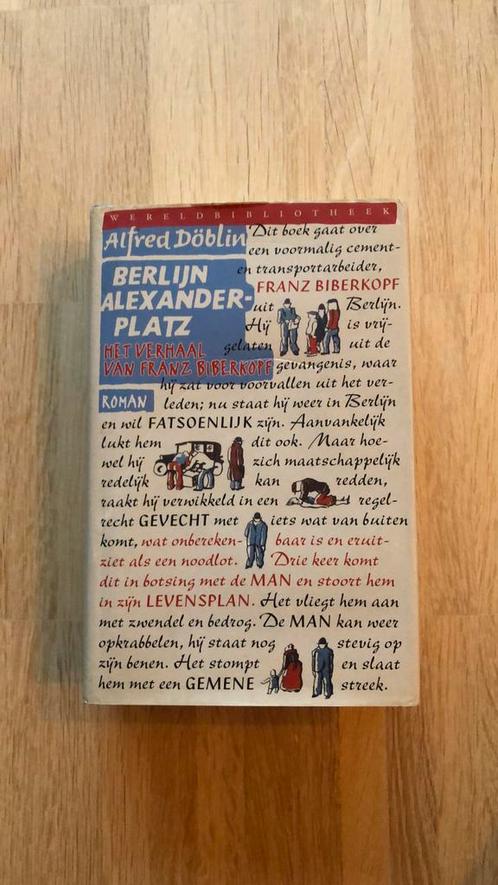 WERELDBIBLIOTHEEK
Alfred Döblin Dit boek gaat over
een voormalig cement-
BERLIJN en transportarbeider,
ALEXANDER- FRANZ BIBERKOPF
PLATZ uit Berlijn.
Hij is vrij-
HET VERHAAL gelaten uit de
VAN FRANZ BIBERKOPF gevangenis, waar
hij zat voor voorvallen uit het ver-
ROMAN leden; nu staat hij weer in Berlijn
en wil FATSOENLIJK zijn. Aanvankelijk
lukt hem dit ook. Maar hoe-
wel hij zich maatschappelijk
redelijk kan redden,
raakt hij verwikkeld in een regel-
recht GEVECHT met iets wat van buiten
komt, wat onbereken- baar is en eruit-
ziet als een noodlot. Drie keer komt
dit in botsing met de MAN en stoort hem
in zijn LEVENSPLAN. Het vliegt hem aan
met zwendel en bedrog. De MAN kan weer
opkrabbelen, hij staat nog stevig op
zijn benen. Het stompt en slaat
hem met een GEMENE streek.